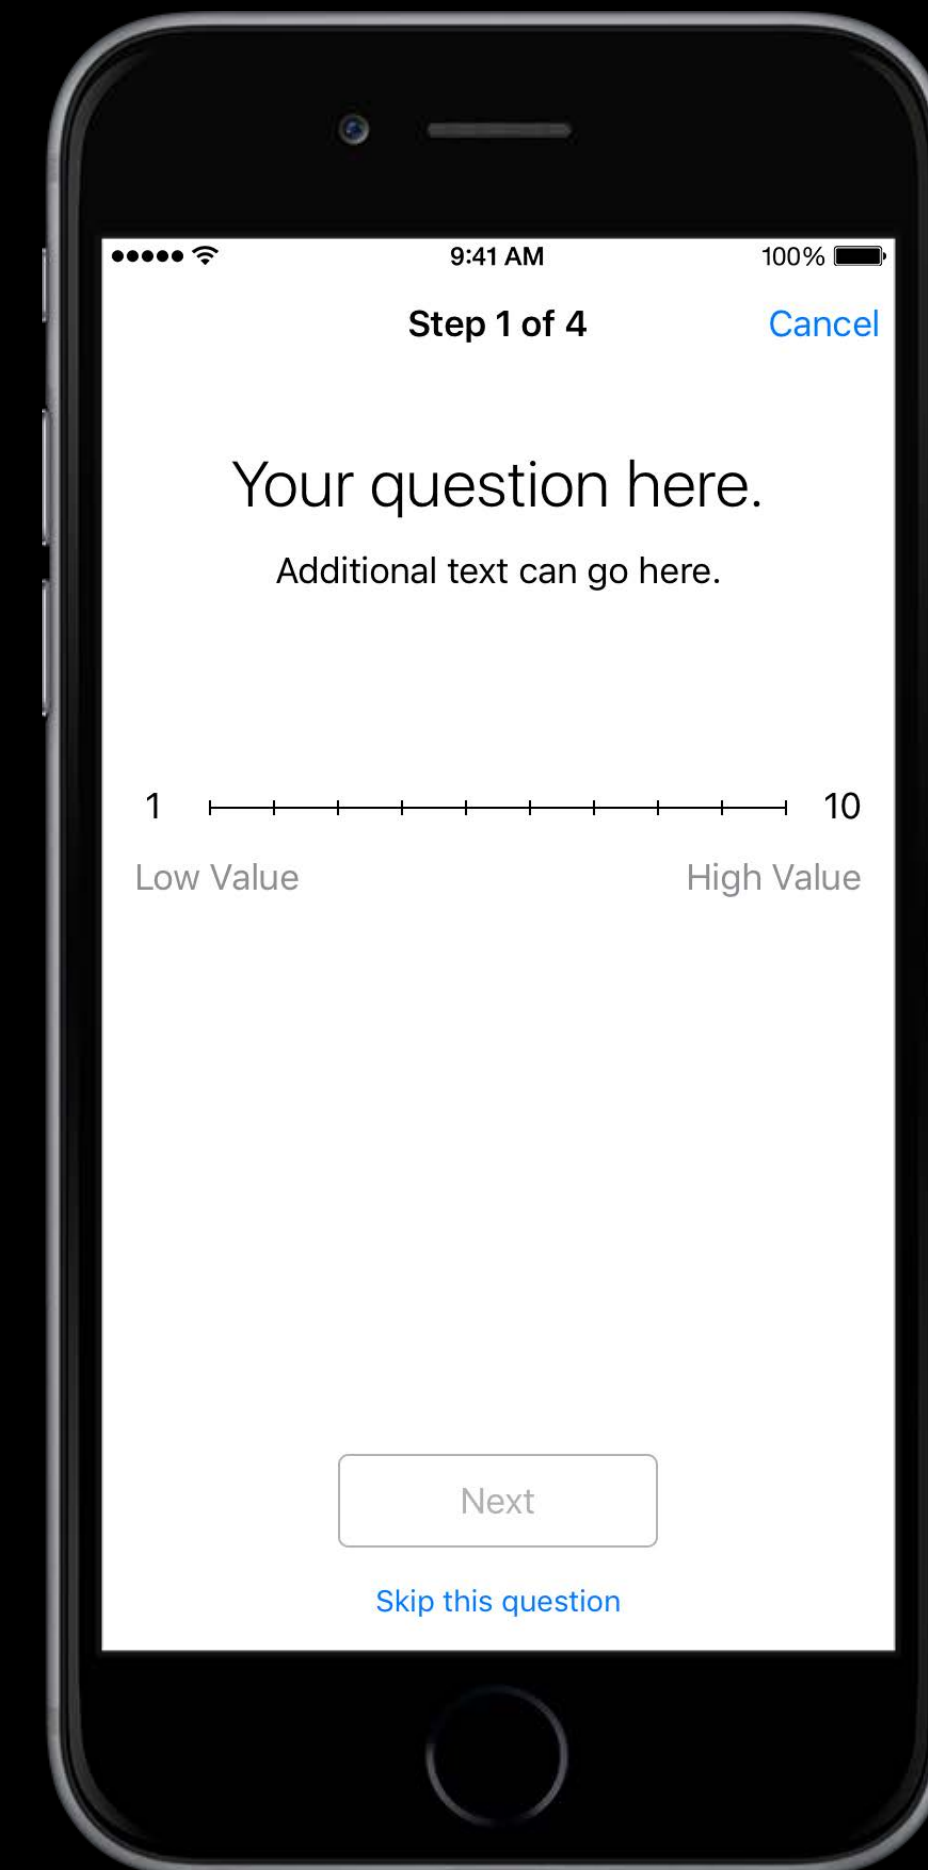 9:41 AM 100%
Step 1 of 4 Cancel
Your question here.
Additional text can go here.
1 10
Low Value High Value
Next
Skip this question